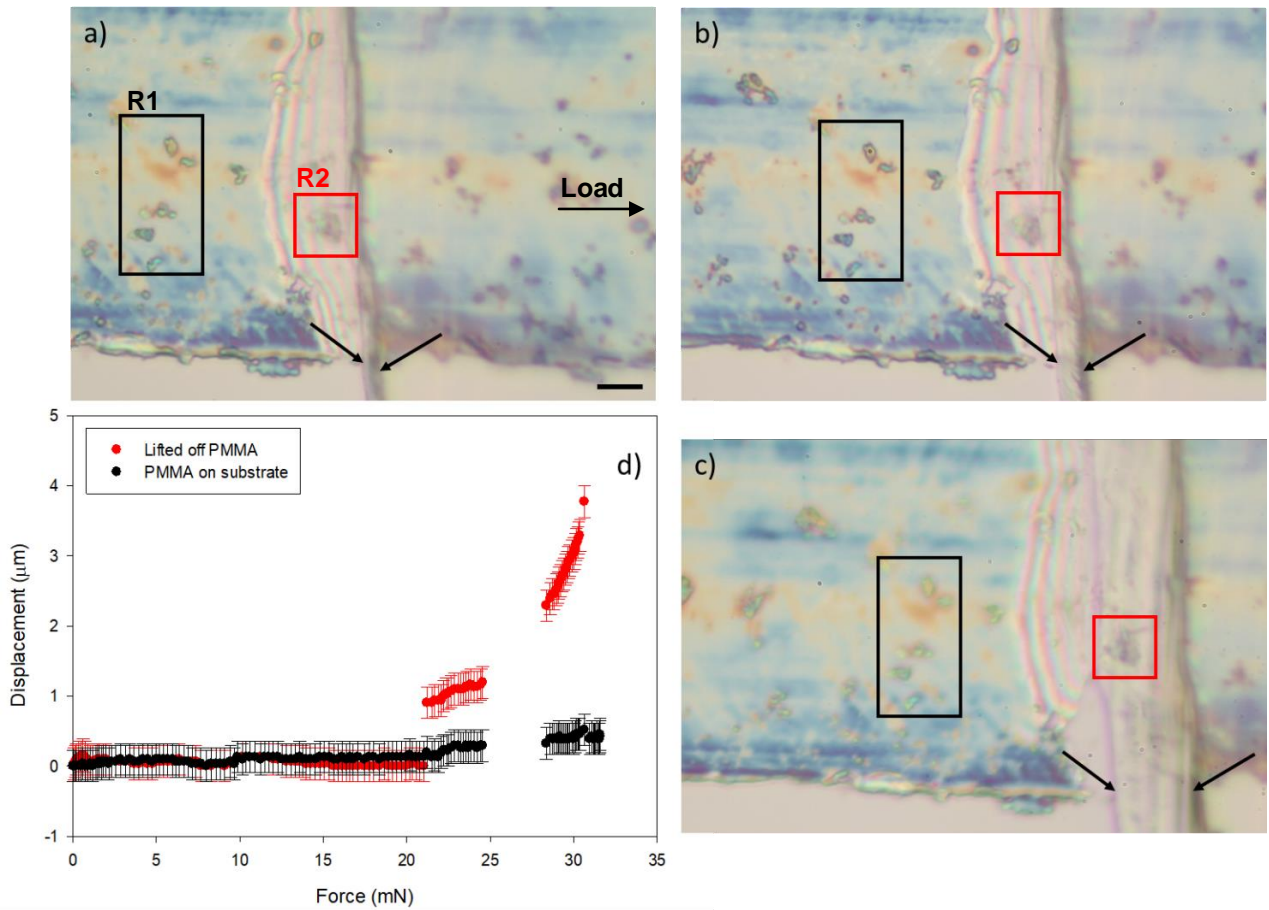 a)
R1
R2
Load
b)
5
4
3
2
1
0
-1
Displacement (μm)
Lifted off PMMA
PMMA on substrate
d)
0 5 10 15 20 25 30 35
Force (mN)
c)